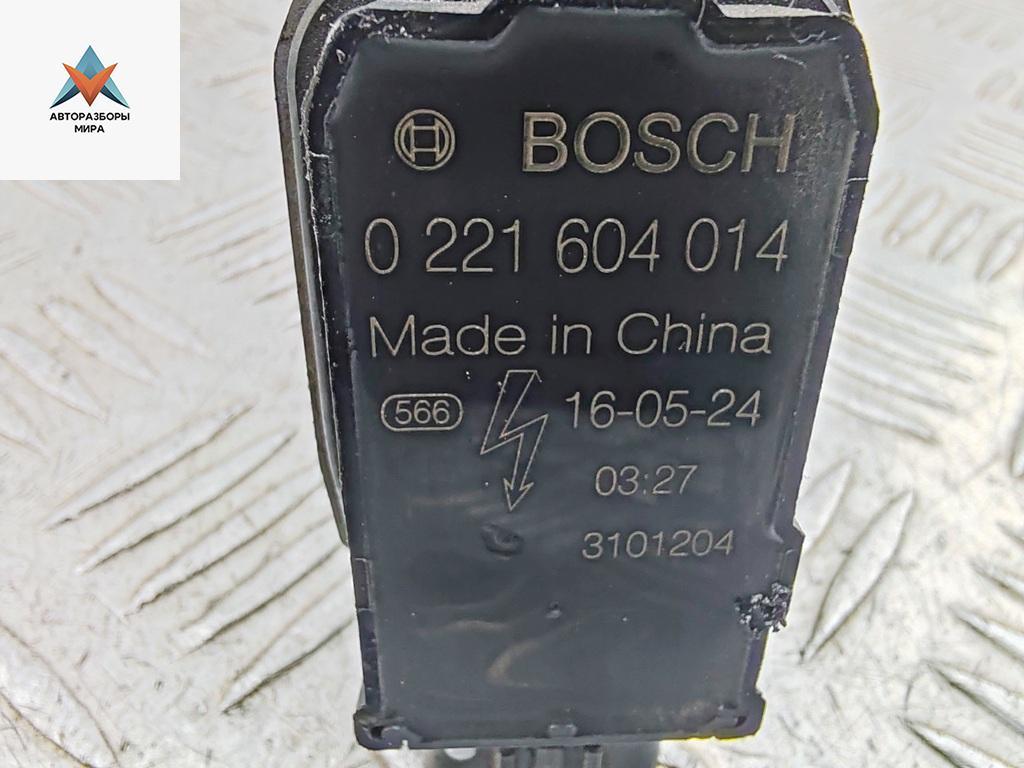 АВТОРАЗБОРЫ
МИРА
BOSCH
0 221 604 014
Made in China
566 16-05-24
03:27
3101204